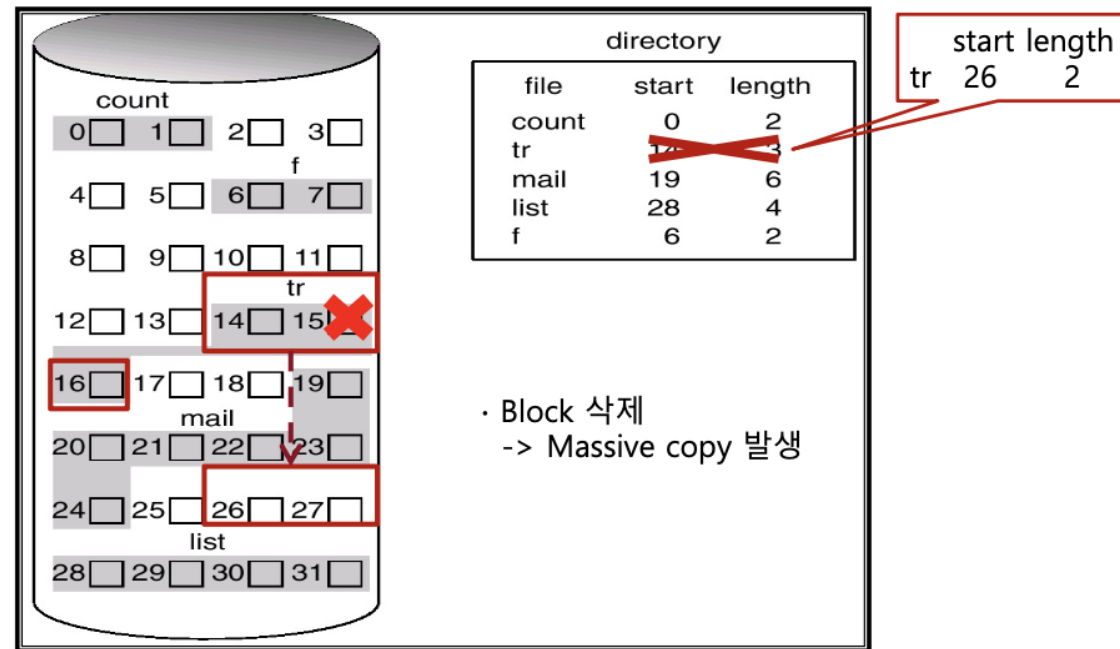 directory
start length
tr 26 2
file start length
count 0 2
tr 14 3
mail 19 6
list 28 4
f 6 2
count
0 1 2 3
f
4 5 6 7
8 9 10 11
tr
12 13 14 15
16 17 18 19
mail
20 21 22 23
24 25 26 27
list
28 29 30 31
· Block 삭제
-> Massive copy 발생